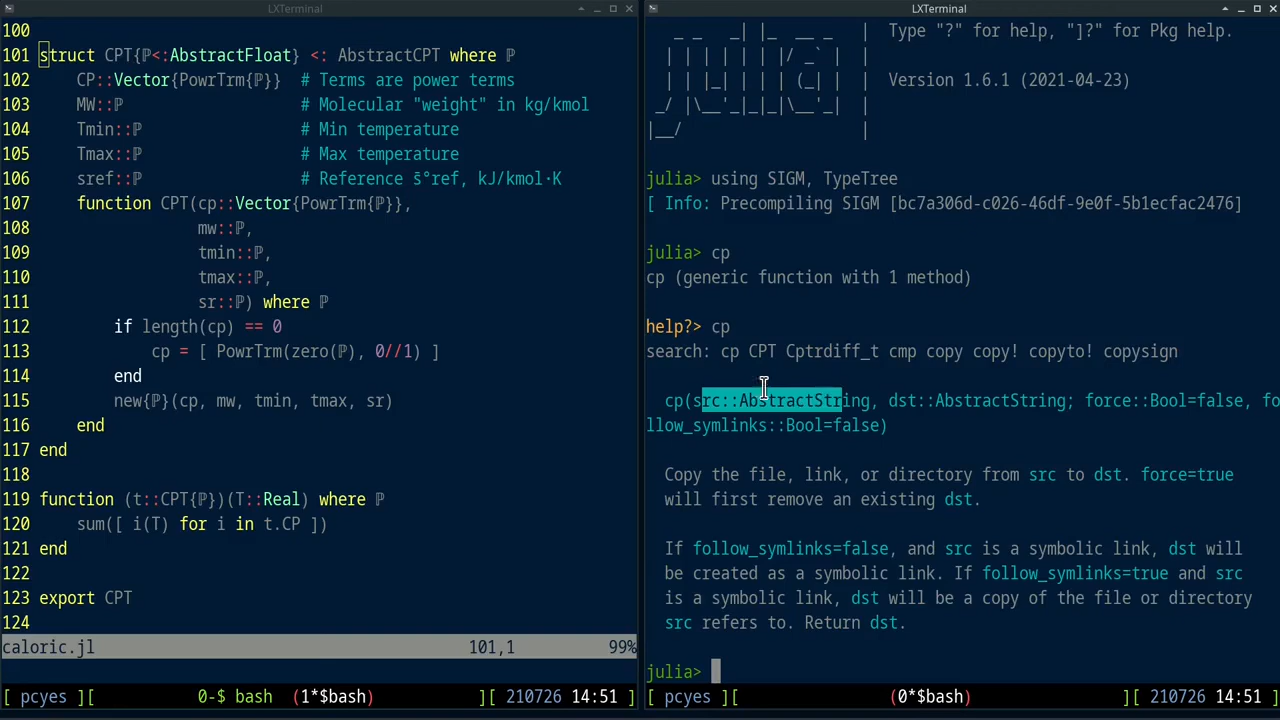 LXTerminal
100
101 struct CPT{ℙ<:AbstractFloat} <: AbstractCPT where ℙ
102     CP::Vector{PowrTrm{ℙ}}  # Terms are power terms
103     MW::ℙ                   # Molecular "weight" in kg/kmol
104     Tmin::ℙ                 # Min temperature
105     Tmax::ℙ                 # Max temperature
106     sref::ℙ                 # Reference s̄°ref, kJ/kmol⋅K
107     function CPT(cp::Vector{PowrTrm{ℙ}},
108                  mw::ℙ,
109                  tmin::ℙ,
110                  tmax::ℙ,
111                  sr::ℙ) where ℙ
112         if length(cp) == 0
113             cp = [ PowrTrm(zero(ℙ), 0//1) ]
114         end
115         new{ℙ}(cp, mw, tmin, tmax, sr)
116     end
117 end
118
119 function (t::CPT{ℙ})(T::Real) where ℙ
120     sum([ i(T) for i in t.CP ])
121 end
122
123 export CPT
124
caloric.jl 101,1 99%
[ pcyes ][ 0-$ bash (1*$bash) ][ 210726 14:51 ]
LXTerminal
Type "?" for help, "]?" for Pkg help.
Version 1.6.1 (2021-04-23)
julia> using SIGM, TypeTree
[ Info: Precompiling SIGM [bc7a306d-c026-46df-9e0f-5b1ecfac2476]
julia> cp
cp (generic function with 1 method)
help?> cp
search: cp CPT Cptrdiff_t cmp copy copy! copyto! copysign
cp(src::AbstractString, dst::AbstractString; force::Bool=false, fo
llow_symlinks::Bool=false)
Copy the file, link, or directory from src to dst. force=true
will first remove an existing dst.
If follow_symlinks=false, and src is a symbolic link, dst will
be created as a symbolic link. If follow_symlinks=true and src
is a symbolic link, dst will be a copy of the file or directory
src refers to. Return dst.
julia>
[ pcyes ][ (0*$bash) ][ 210726 14:51 ]